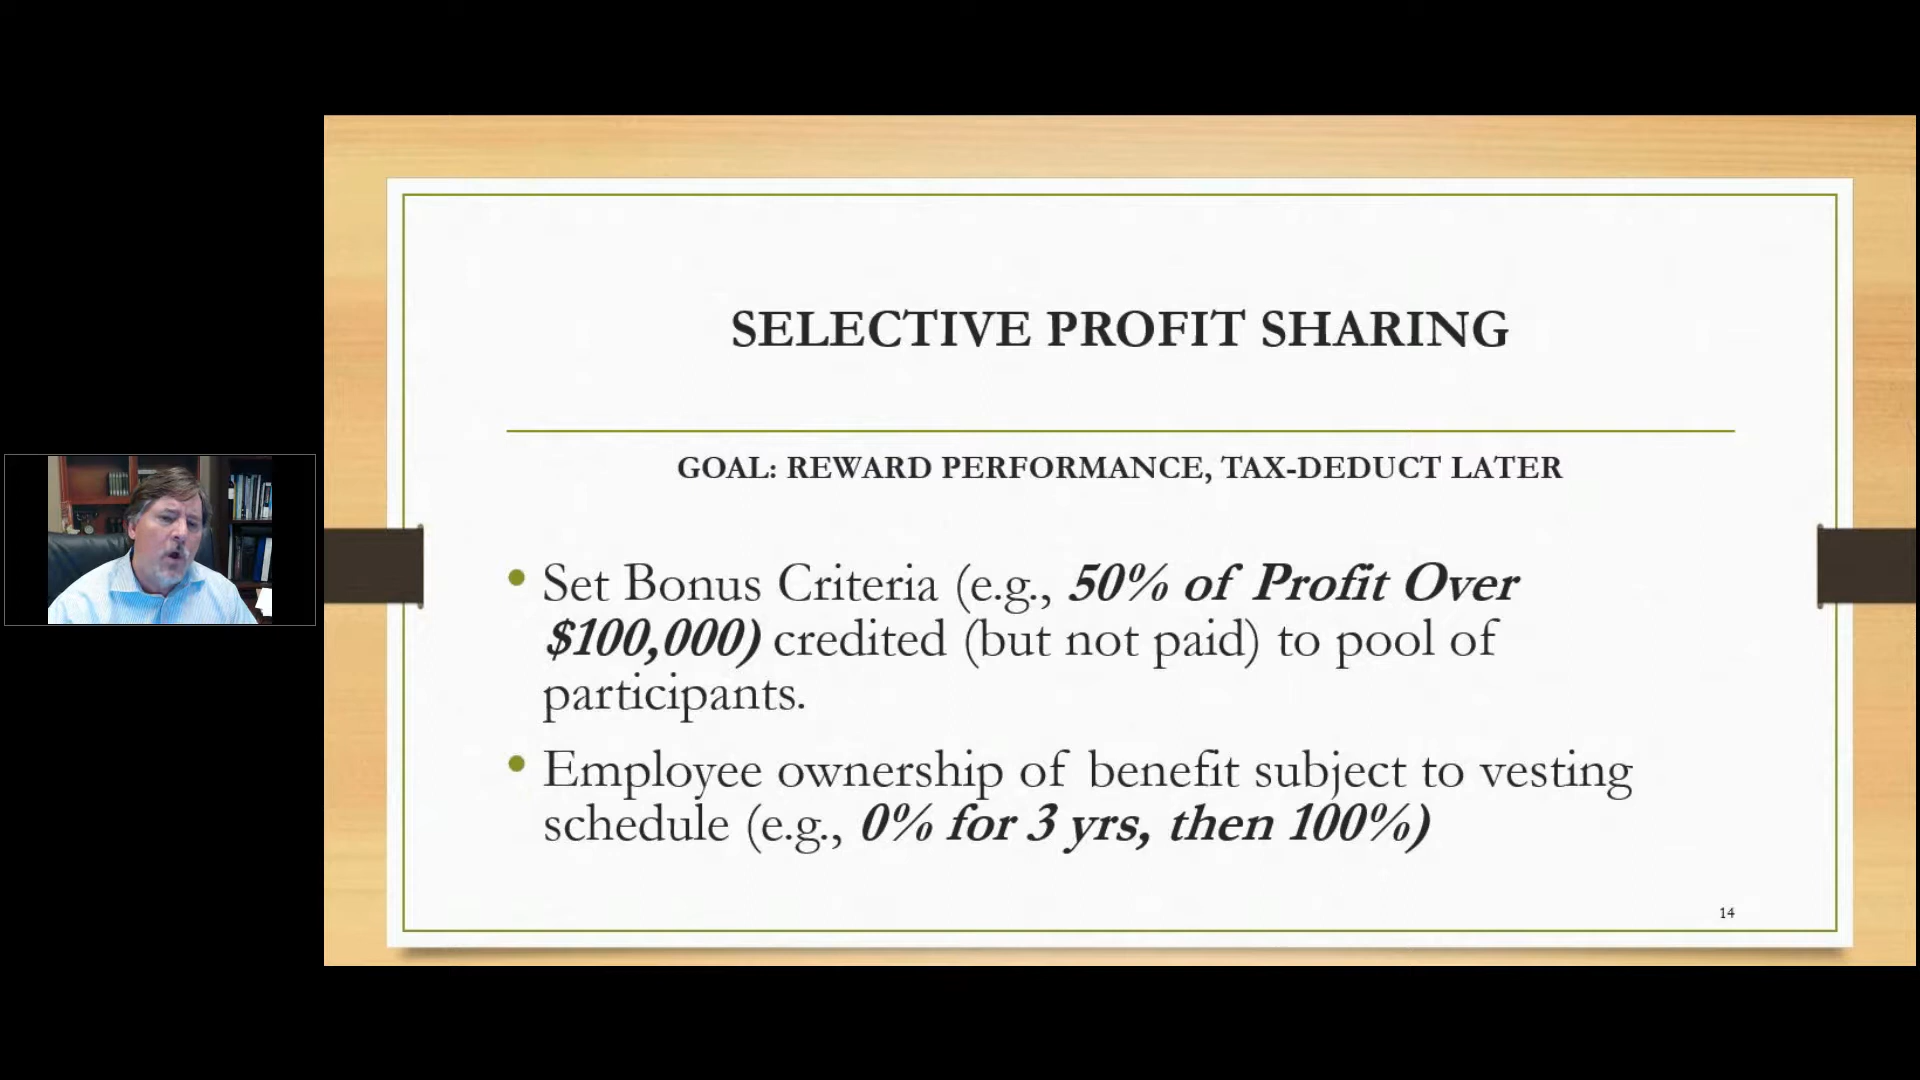 SELECTIVE PROFIT SHARING
GOAL: REWARD PERFORMANCE, TAX-DEDUCT LATER
• Set Bonus Criteria (e.g., 50% of Profit Over
$100,000) credited (but not paid) to pool of
participants.
• Employee ownership of benefit subject to vesting
schedule (e.g., 0% for 3 yrs, then 100%)
14